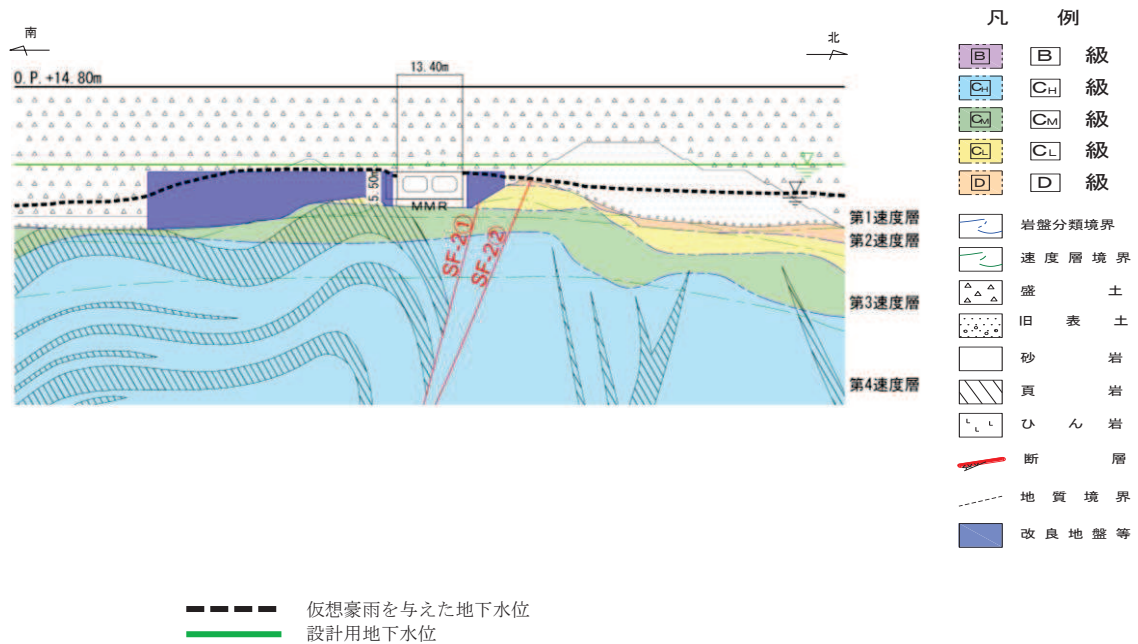 南
北
O.P.+14.80m
13.40m
5.50m
MMR
SF-2①
SF-2②
第1速度層
第2速度層
第3速度層
第4速度層
凡 例
B B 級
CH CH 級
CM CM 級
CL CL 級
D D 級
岩盤分類境界
速度層境界
盛土
旧表土
砂岩
頁岩
ひん岩
断層
地質境界
改良地盤等
仮想豪雨を与えた地下水位
設計用地下水位